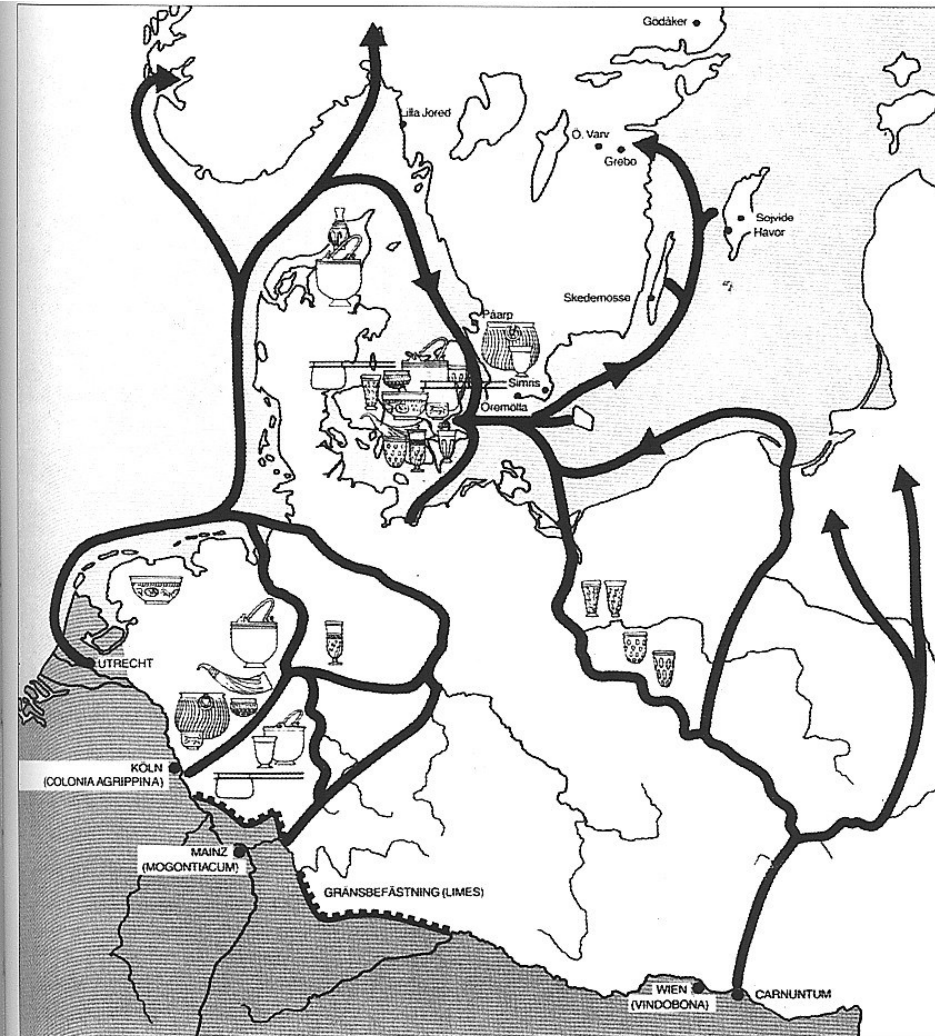 Gödåker
Lilla Jored
Ö. Varv
Grebo
Sojvide
Havor
Skedemosse
Påarp
Simris
Öremölla
UTRECHT
KÖLN
(COLONIA AGRIPPINA)
MAINZ
(MOGONTIACUM)
GRÄNSBEFÄSTNING (LIMES)
WIEN
(VINDOBONA)
CARNUNTUM